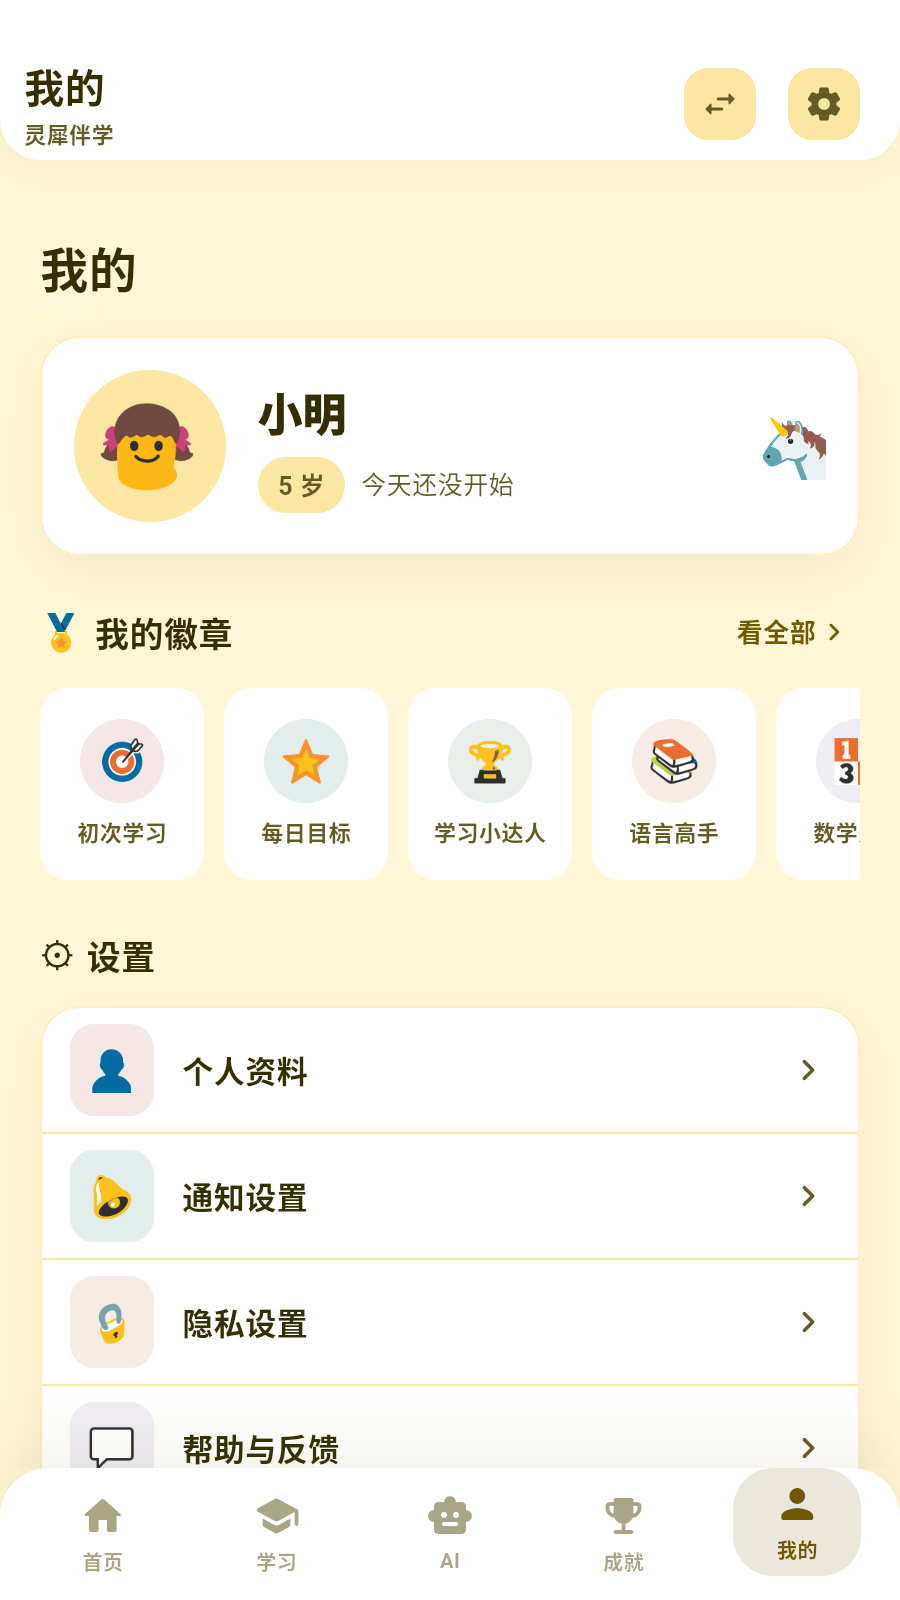 我的
灵犀伴学
我的
小明
5 岁
今天还没开始
我的徽章
看全部
初次学习
每日目标
学习小达人
语言高手
数学
1
3
设置
个人资料
通知设置
隐私设置
帮助与反馈
首页
学习
AI
成就
我的